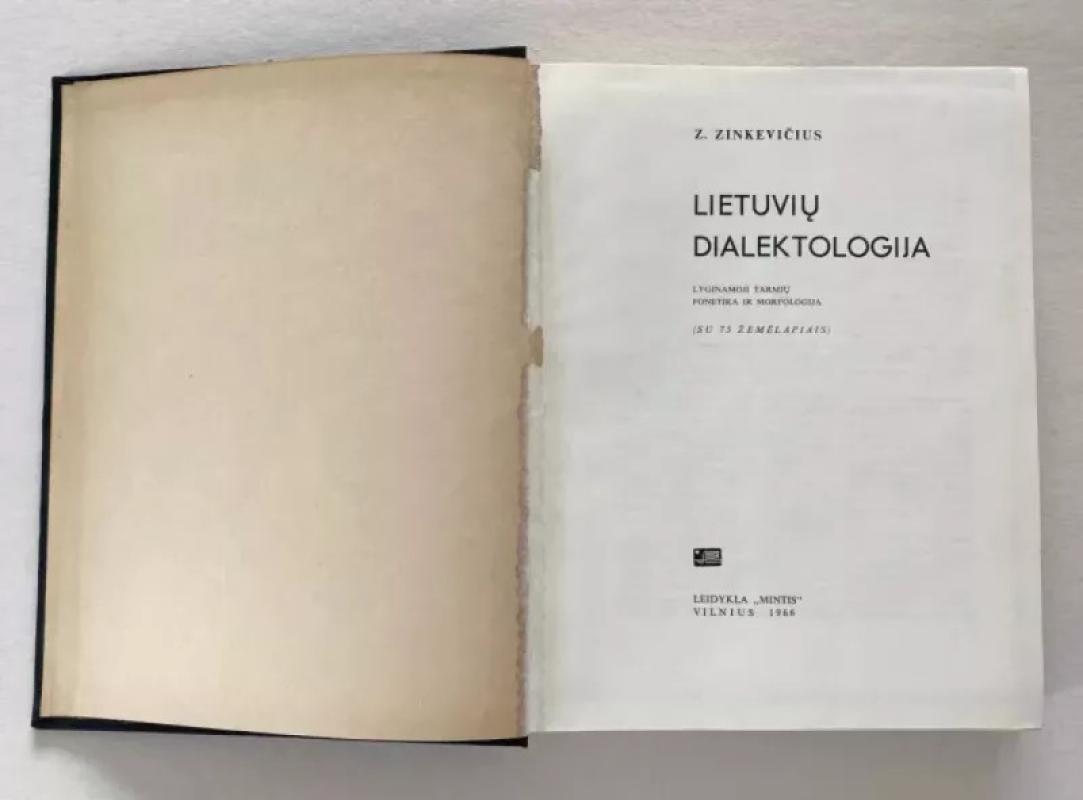 Z. ZINKEVIČIUS
LIETUVIŲ
DIALEKTOLOGIJA
LYGINAMOJI TARMIŲ
FONETIKA IR MORFOLOGIJA
(SU 75 ŽEMĖLAPIAIS)
LEIDYKLA „MINTIS“
VILNIUS 1966